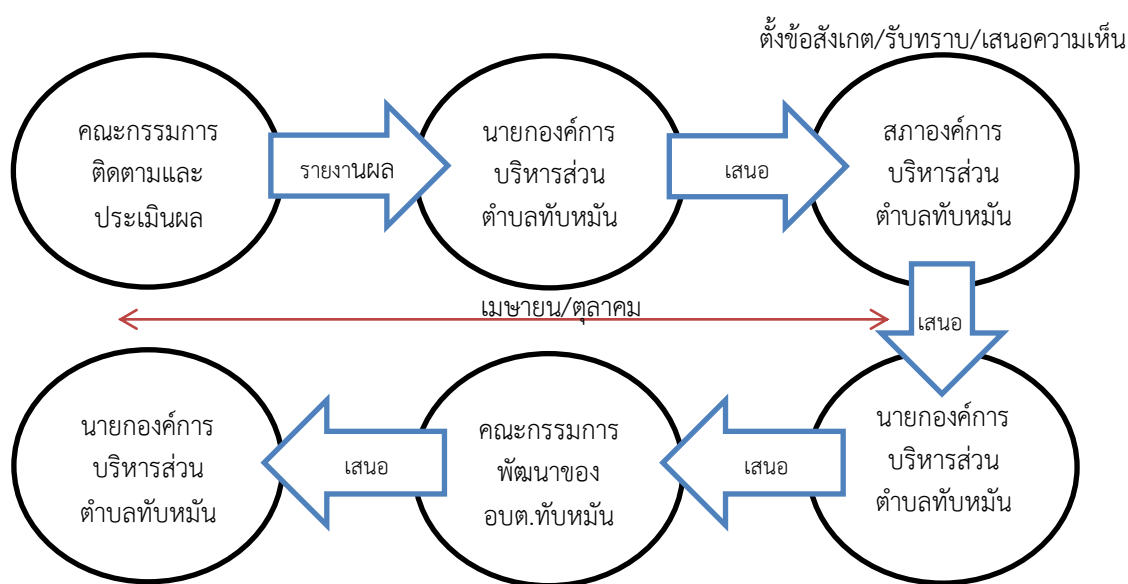 ตั้งข้อสังเกต/รับทราบ/เสนอความเห็น
คณะกรรมการ
ติดตามและ
ประเมินผล
รายงานผล
นายกองค์การ
บริหารส่วน
ตำบลทับหมัน
เสนอ
สภาองค์การ
บริหารส่วน
ตำบลทับหมัน
เสนอ
เมษายน/ตุลาคม
นายกองค์การ
บริหารส่วน
ตำบลทับหมัน
เสนอ
คณะกรรมการ
พัฒนาของ
อบต.ทับหมัน
เสนอ
นายกองค์การ
บริหารส่วน
ตำบลทับหมัน